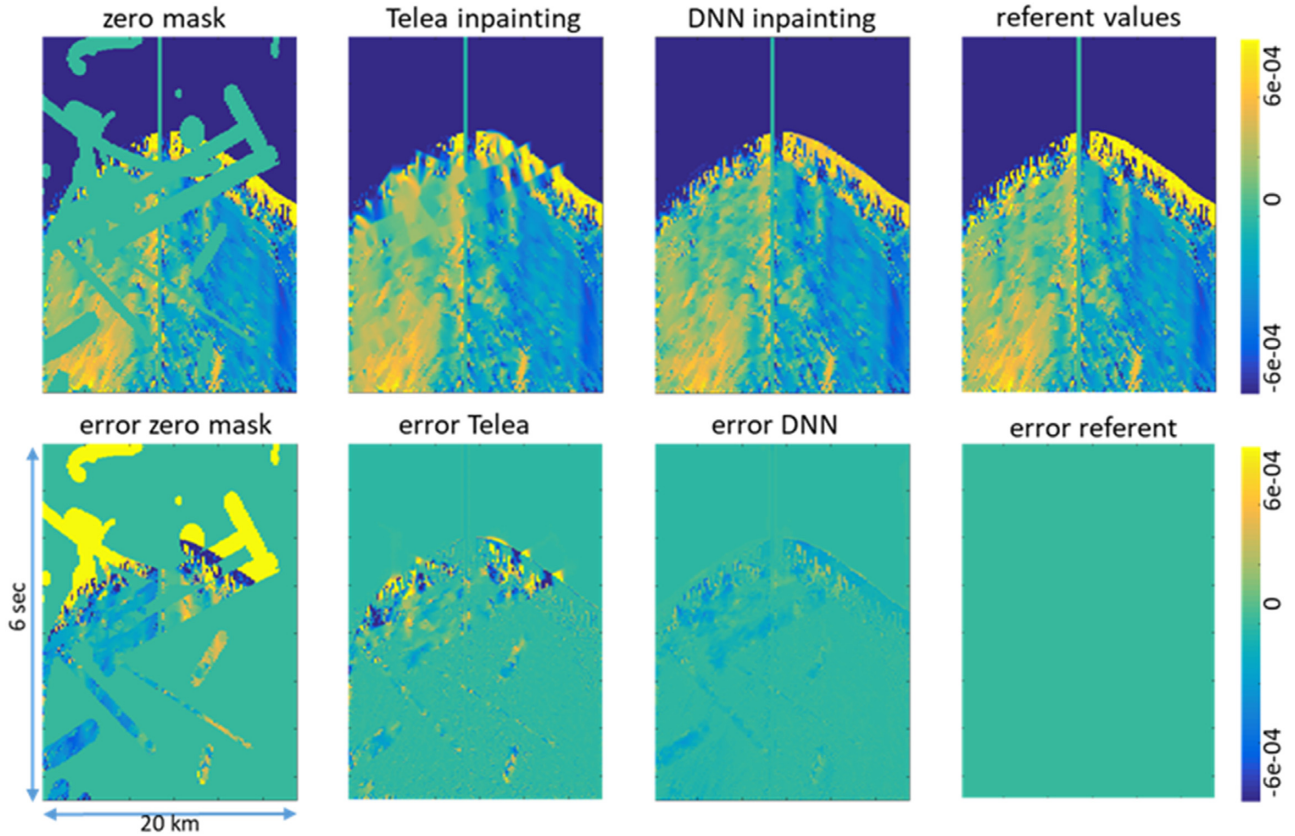 zero mask
Telea inpainting
DNN inpainting
referent values
6e-04
0
-6e-04
error zero mask
error Telea
error DNN
error referent
6e-04
0
-6e-04
6 sec
20 km